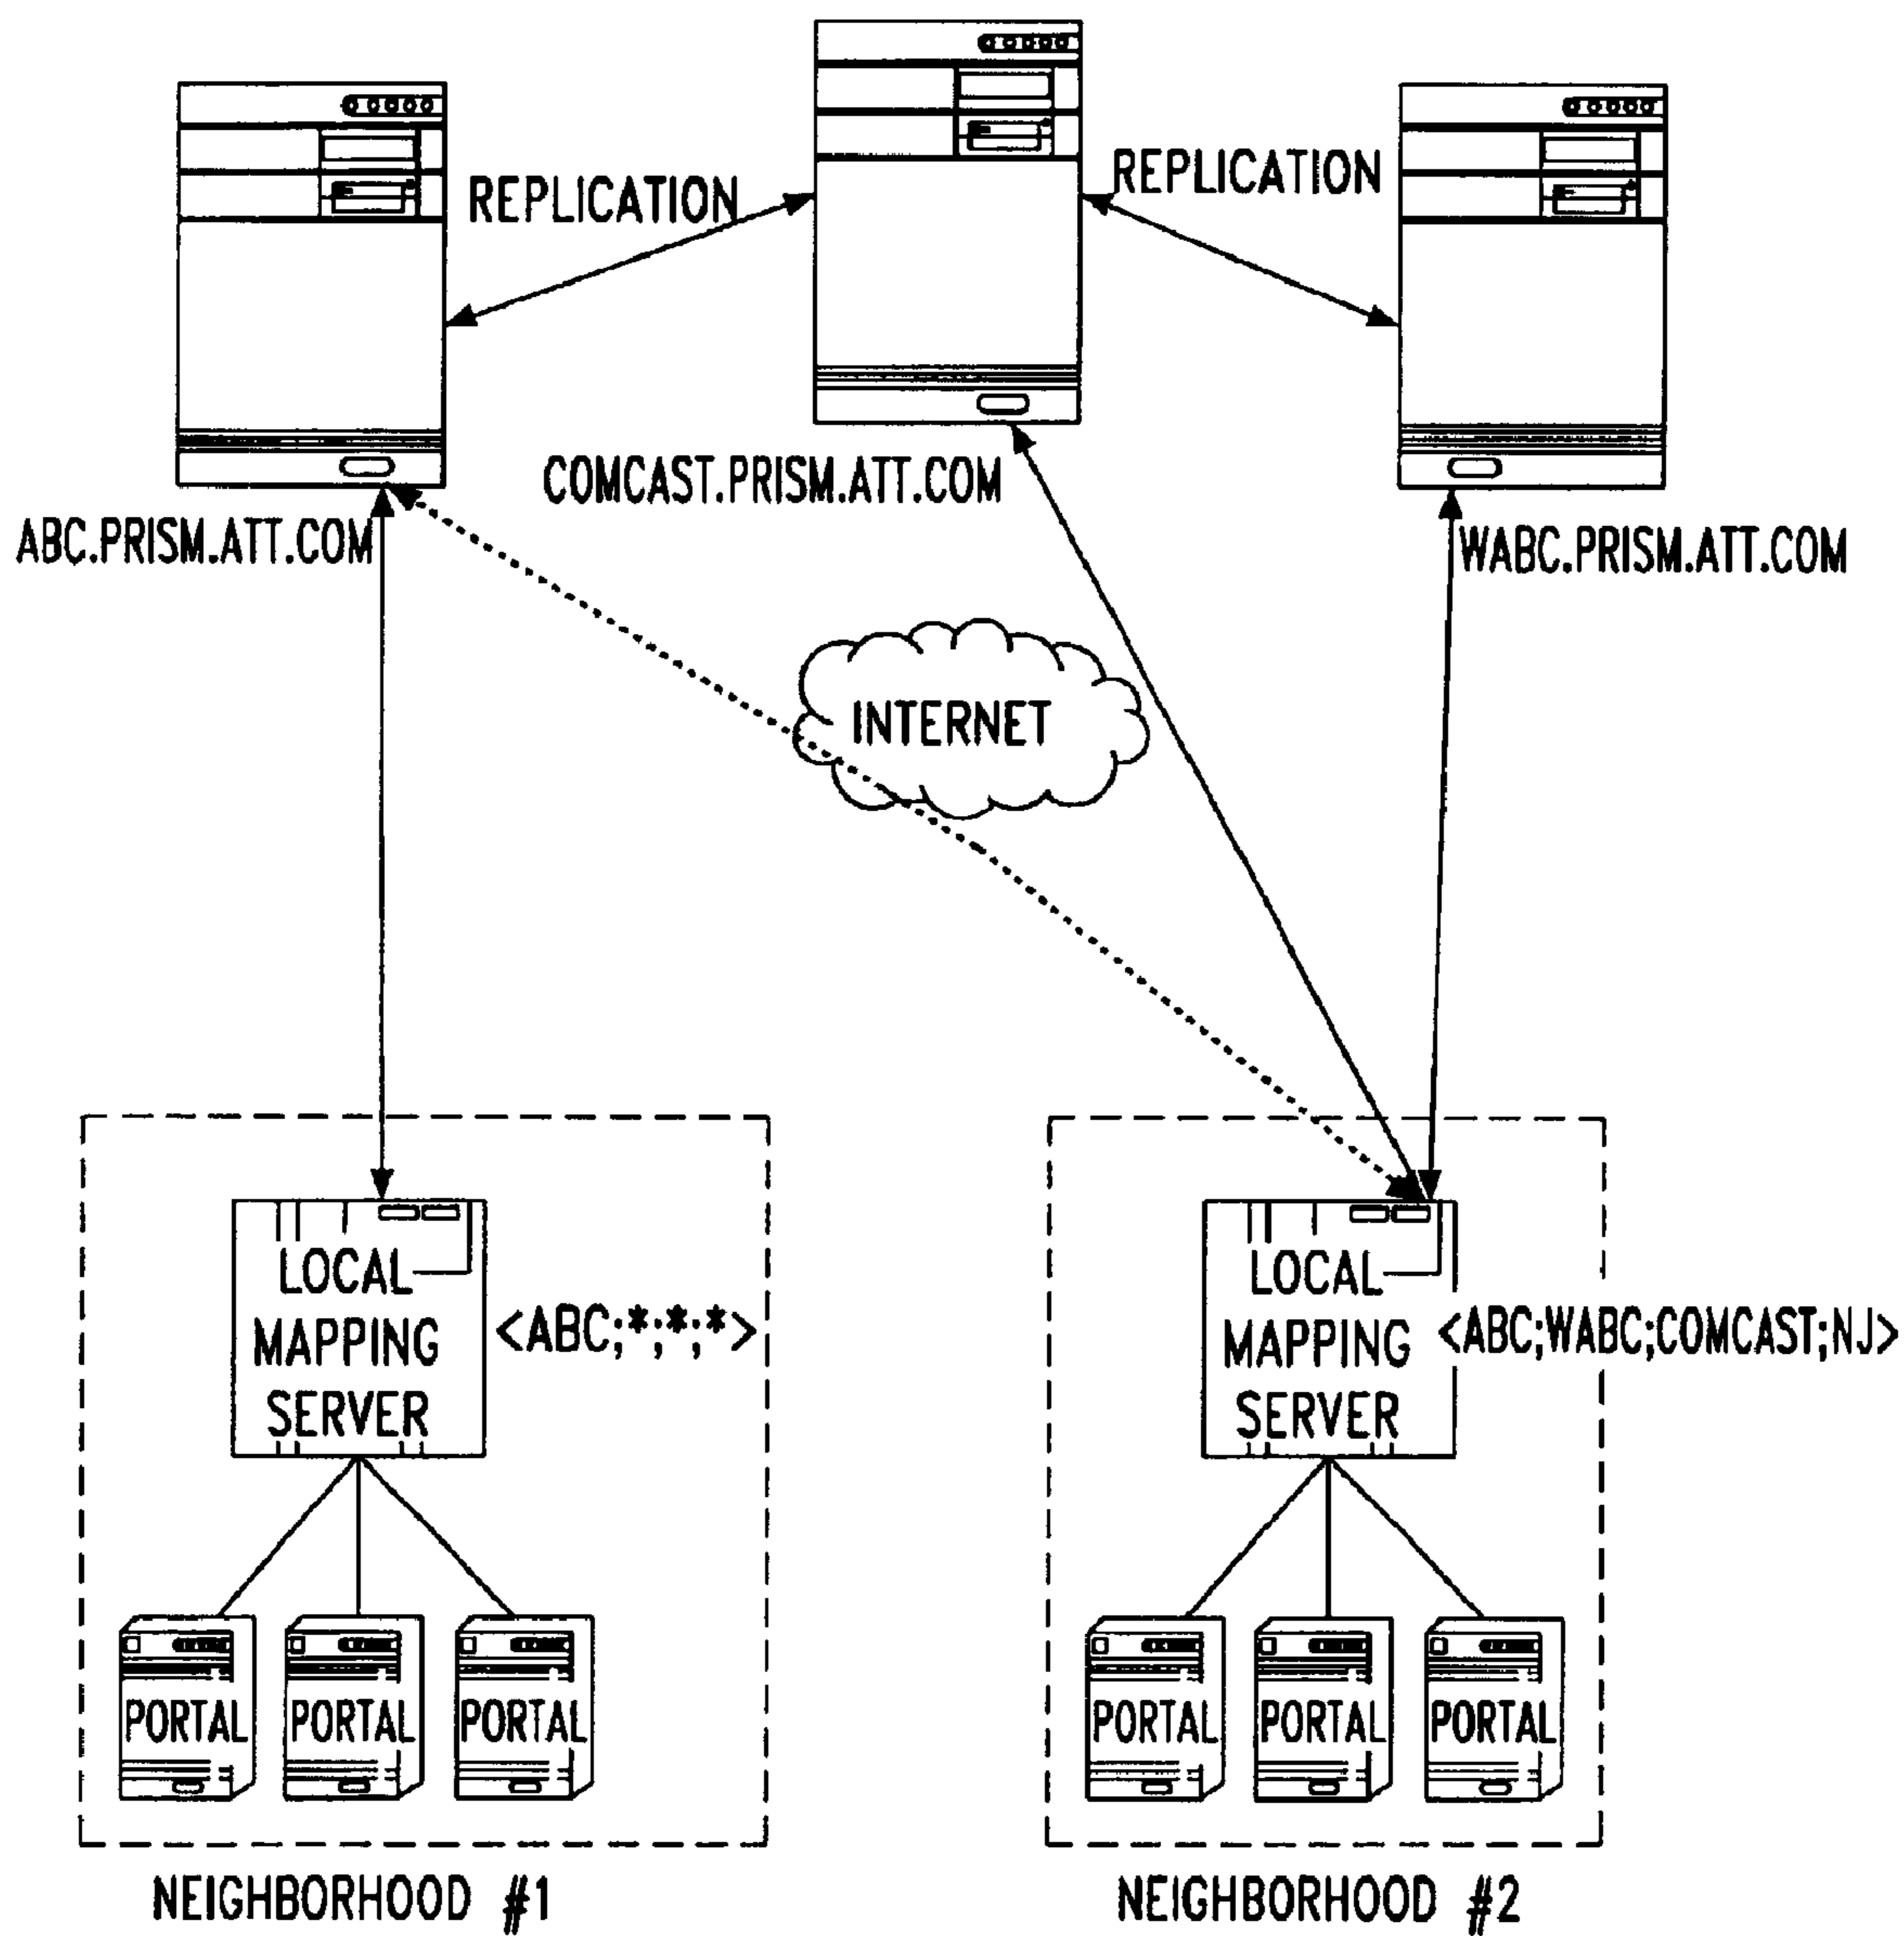 REPLICATION
REPLICATION
COMCAST.PRISM.ATT.COM
ABC.PRISM.ATT.COM
WABC.PRISM.ATT.COM
INTERNET
LOCAL
MAPPING
SERVER
<ABC;*;*;*>
LOCAL
MAPPING
SERVER
<ABC;WABC;COMCAST;NJ>
PORTAL
PORTAL
PORTAL
PORTAL
PORTAL
PORTAL
NEIGHBORHOOD #1
NEIGHBORHOOD #2